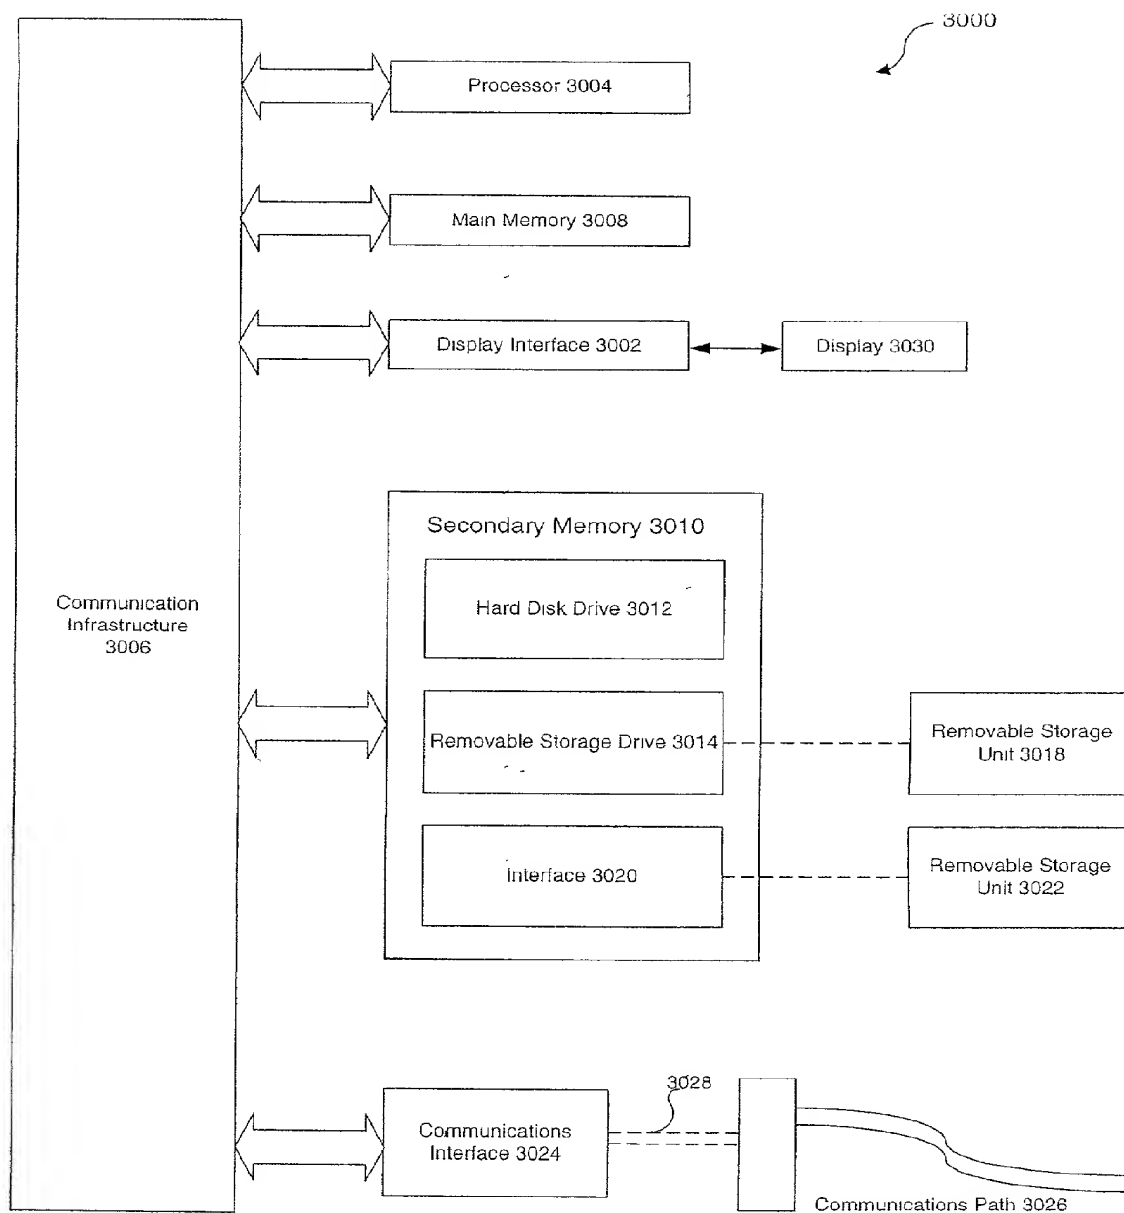 3000
Processor 3004
Main Memory 3008
Display Interface 3002
Display 3030
Secondary Memory 3010
Hard Disk Drive 3012
Communication
Infrastructure
3006
Removable Storage Drive 3014
Removable Storage
Unit 3018
Interface 3020
Removable Storage
Unit 3022
3028
Communications
Interface 3024
Communications Path 3026